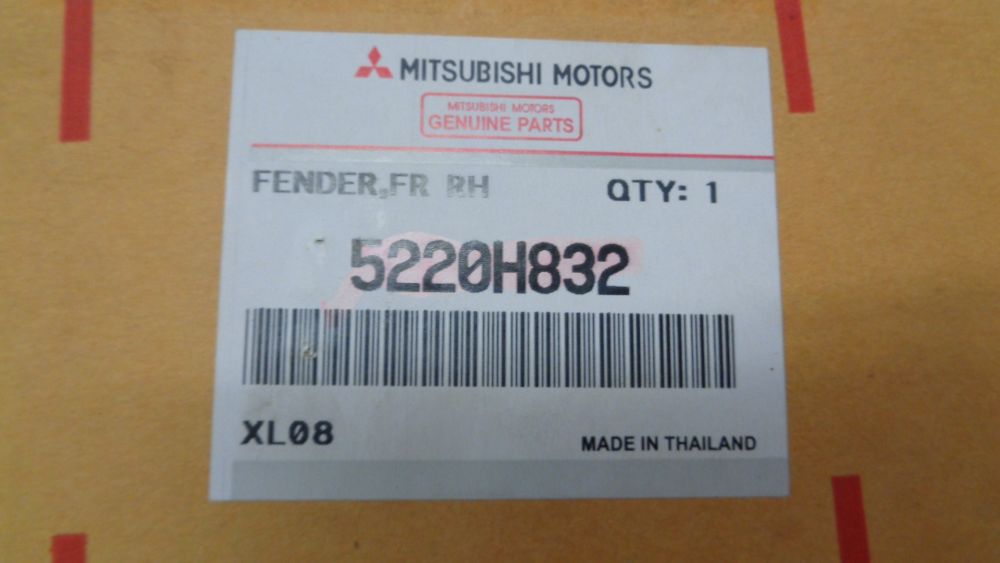 MITSUBISHI MOTORS
MITSUBISHI MOTORS
GENUINE PARTS
FENDER,FR RH QTY: 1
5220H832
XL08 MADE IN THAILAND